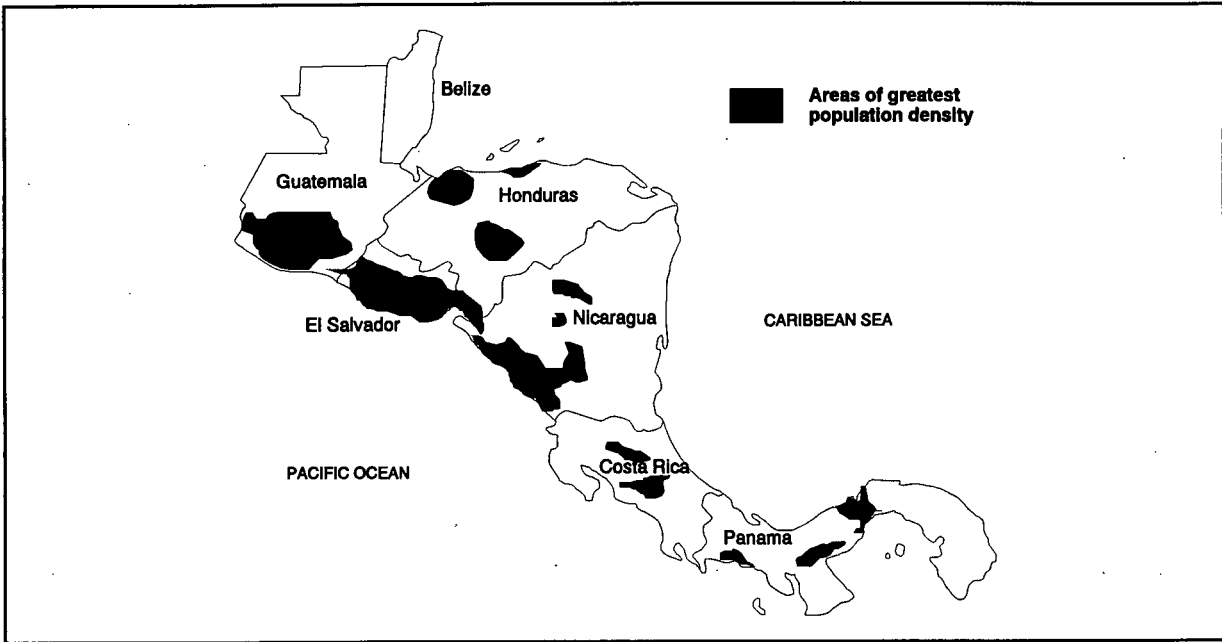 Belize
Areas of greatest
population density
Guatemala
Honduras
El Salvador
Nicaragua
CARIBBEAN SEA
PACIFIC OCEAN
Costa Rica
Panama